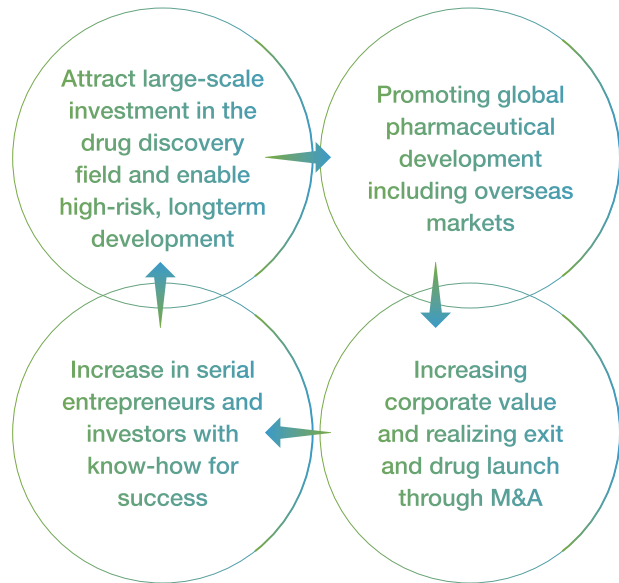 Attract large-scale
investment in the
drug discovery
field and enable
high-risk, longterm
development
Promoting global
pharmaceutical
development
including overseas
markets
Increase in serial
entrepreneurs and
investors with
know-how for
success
Increasing
corporate value
and realizing exit
and drug launch
through M&A